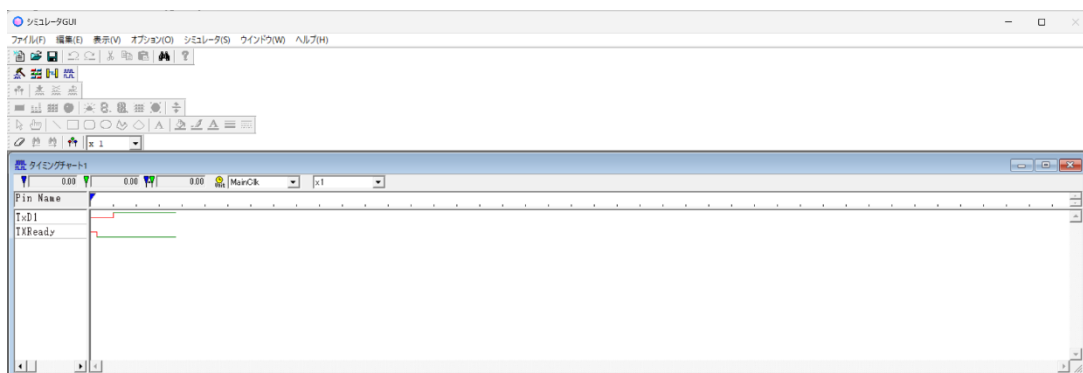 シミュレータGUI
ファイル(F) 編集(E) 表示(V) オプション(O) シミュレータ(S) ウインドウ(W) ヘルプ(H)
x 1
タイミングチャート1
0.00 0.00 0.00 Unit MainClk x1
Pin Name
TxD1
TXReady